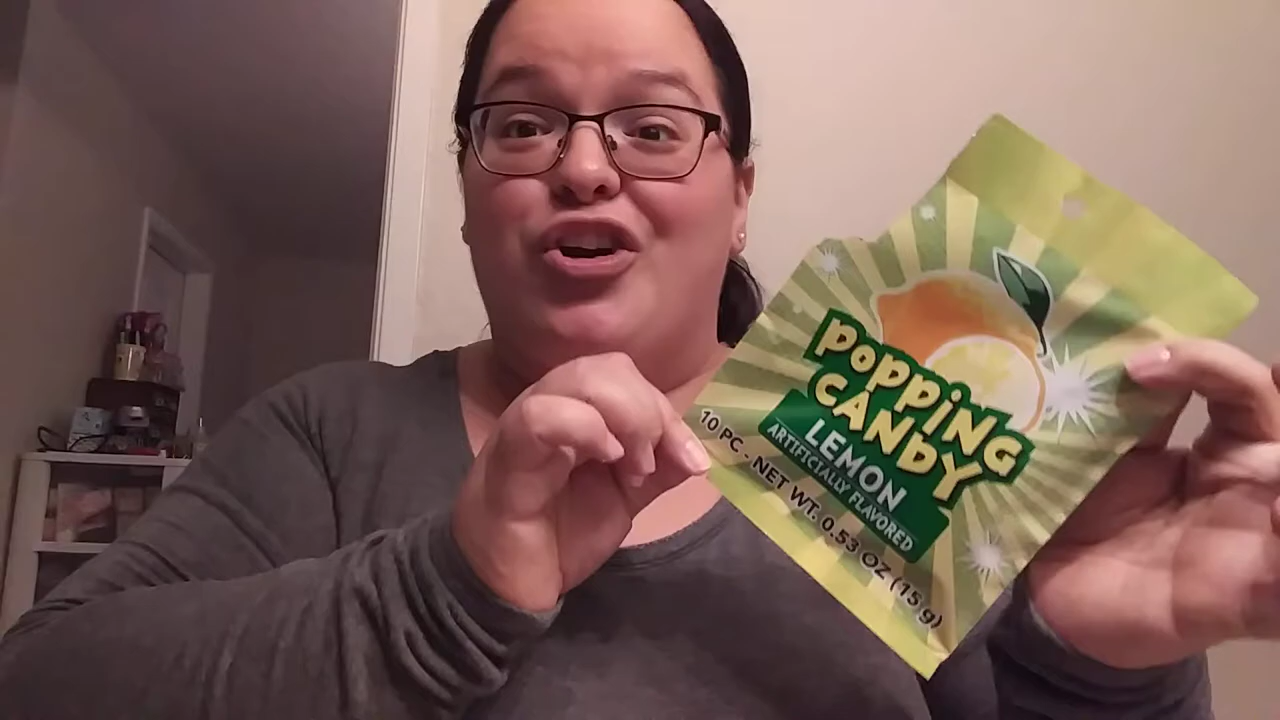 POPPiNG
CANDY
LEMON
ARTIFICIALLY FLAVORED
10 PC - NET WT. 0.53 OZ (15 g)